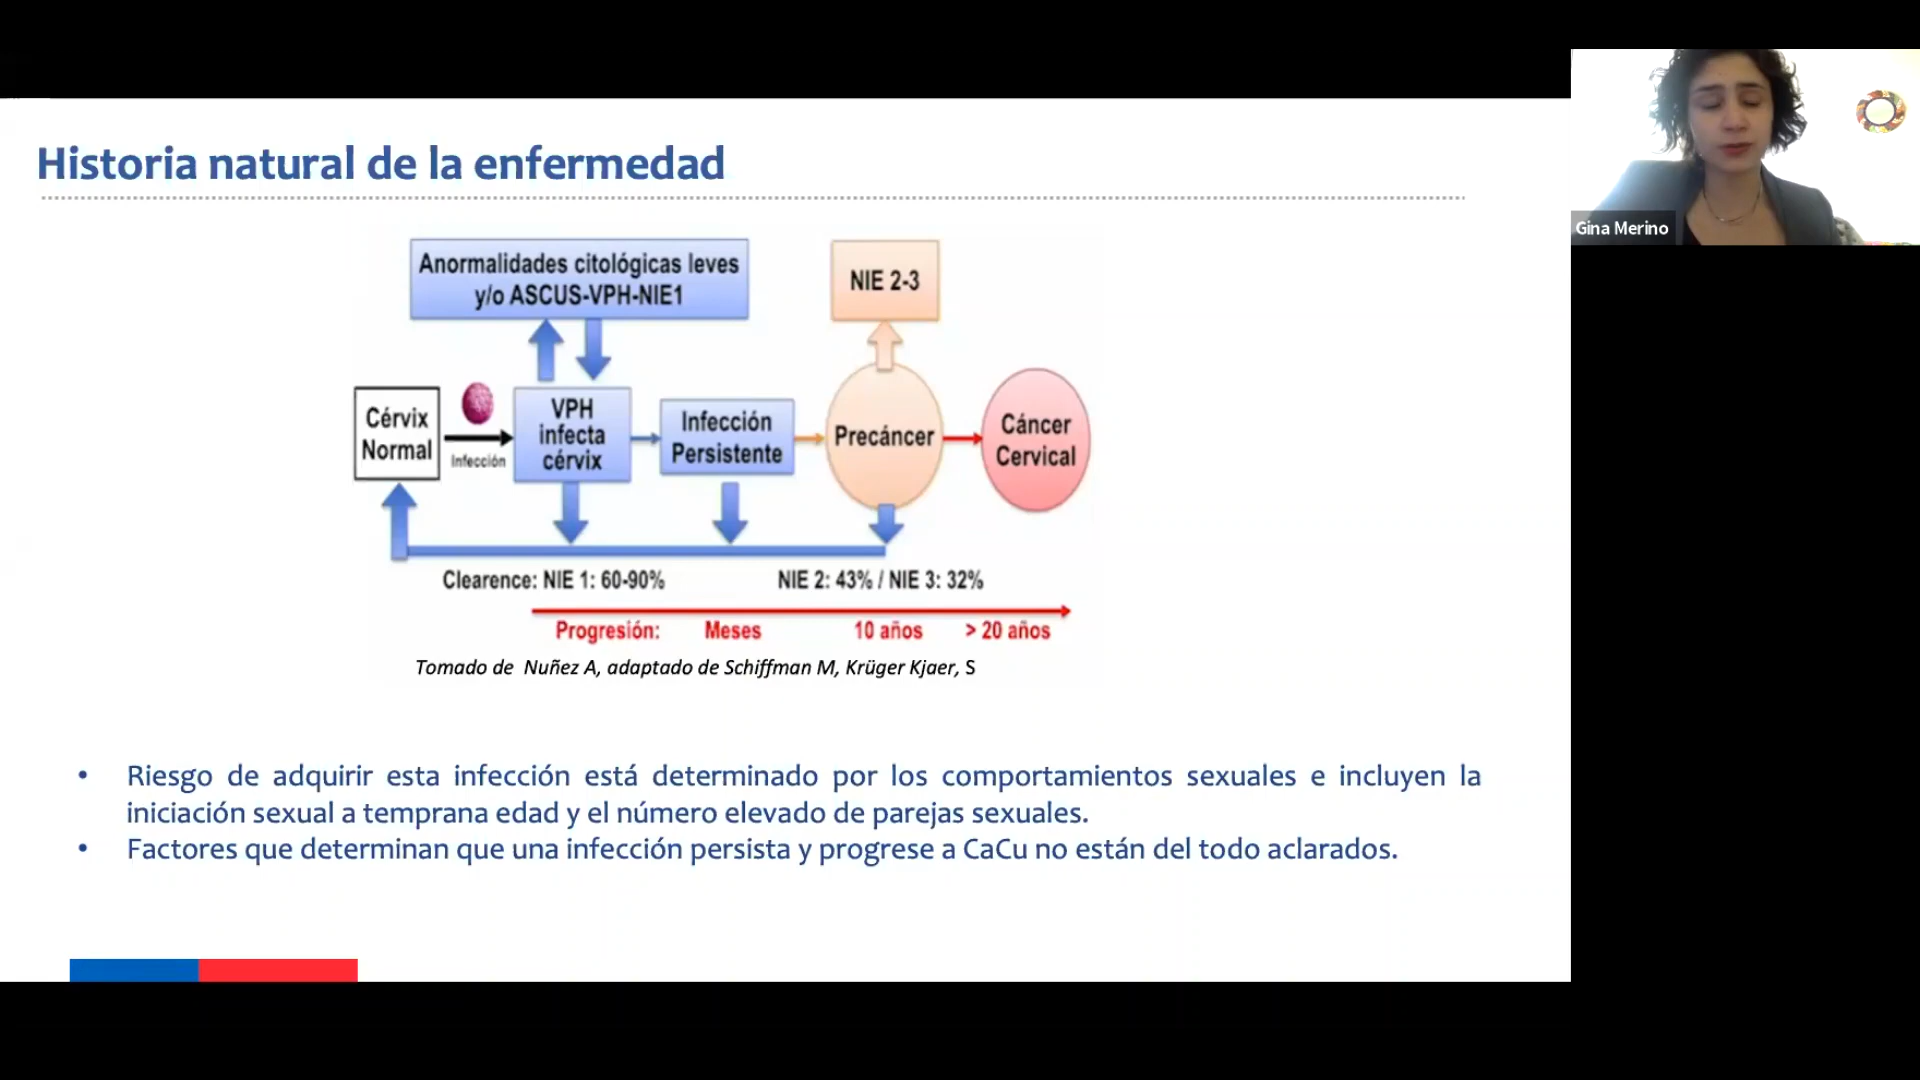 Historia natural de la enfermedad
Gina Merino
Anormalidades citológicas leves
y/o ASCUS-VPH-NIE1
NIE 2-3
Cérvix
Normal
Infección
VPH
infecta
cérvix
Infección
Persistente
Precáncer
Cáncer
Cervical
Clearence: NIE 1: 60-90%
NIE 2: 43% / NIE 3: 32%
Progresión: Meses 10 años > 20 años
Tomado de Nuñez A, adaptado de Schiffman M, Krüger Kjaer, S
• Riesgo de adquirir esta infección está determinado por los comportamientos sexuales e incluyen la
iniciación sexual a temprana edad y el número elevado de parejas sexuales.
• Factores que determinan que una infección persista y progrese a CaCu no están del todo aclarados.